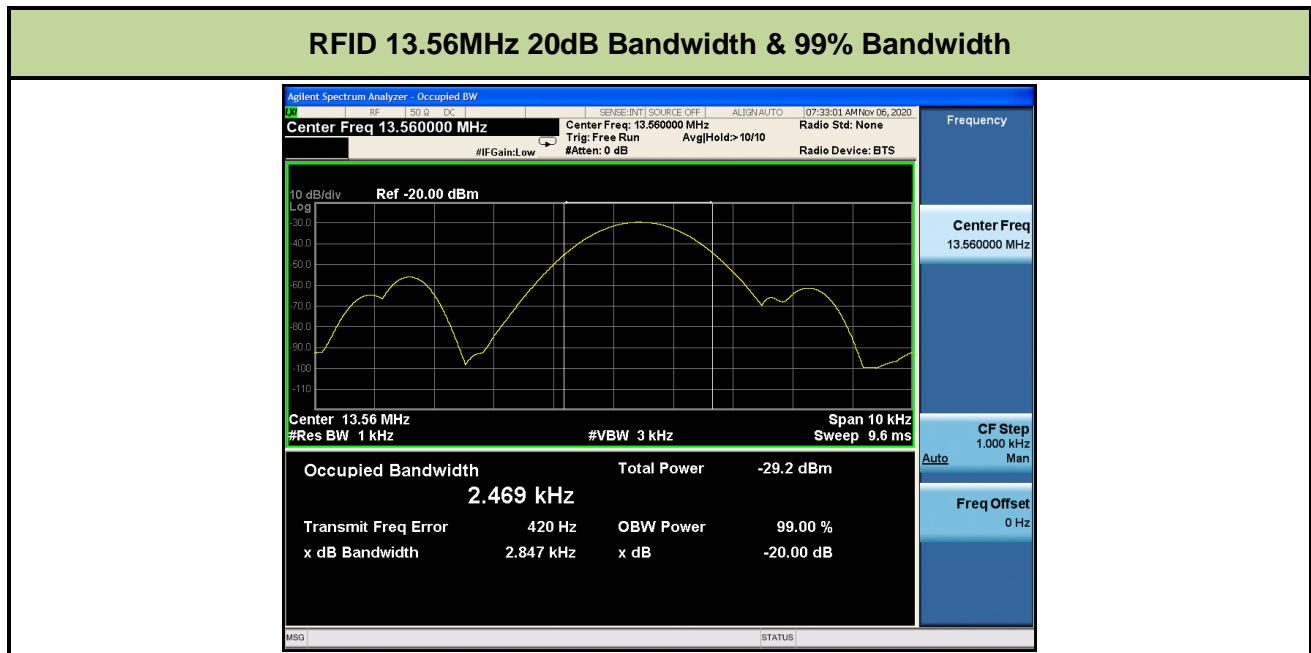 RFID 13.56MHz 20dB Bandwidth & 99% Bandwidth
Agilent Spectrum Analyzer - Occupied BW
RF 50 Ω DC SENSE:INT SOURCE OFF ALIGN AUTO 07:33:01 AM Nov 06, 2020
Center Freq 13.560000 MHz
Center Freq: 13.560000 MHz Radio Std: None
Trig: Free Run Avg|Hold:>10/10
#IFGain:Low #Atten: 0 dB Radio Device: BTS
10 dB/div Ref -20.00 dBm
Log
-30.0
-40.0
-50.0
-60.0
-70.0
-80.0
-90.0
-100
-110
Center 13.56 MHz Span 10 kHz
#Res BW 1 kHz #VBW 3 kHz Sweep 9.6 ms
Occupied Bandwidth Total Power -29.2 dBm
2.469 kHz
Transmit Freq Error 420 Hz OBW Power 99.00 %
x dB Bandwidth 2.847 kHz x dB -20.00 dB
MSG STATUS
Frequency
Center Freq
13.560000 MHz
CF Step
1.000 kHz
Auto Man
Freq Offset
0 Hz